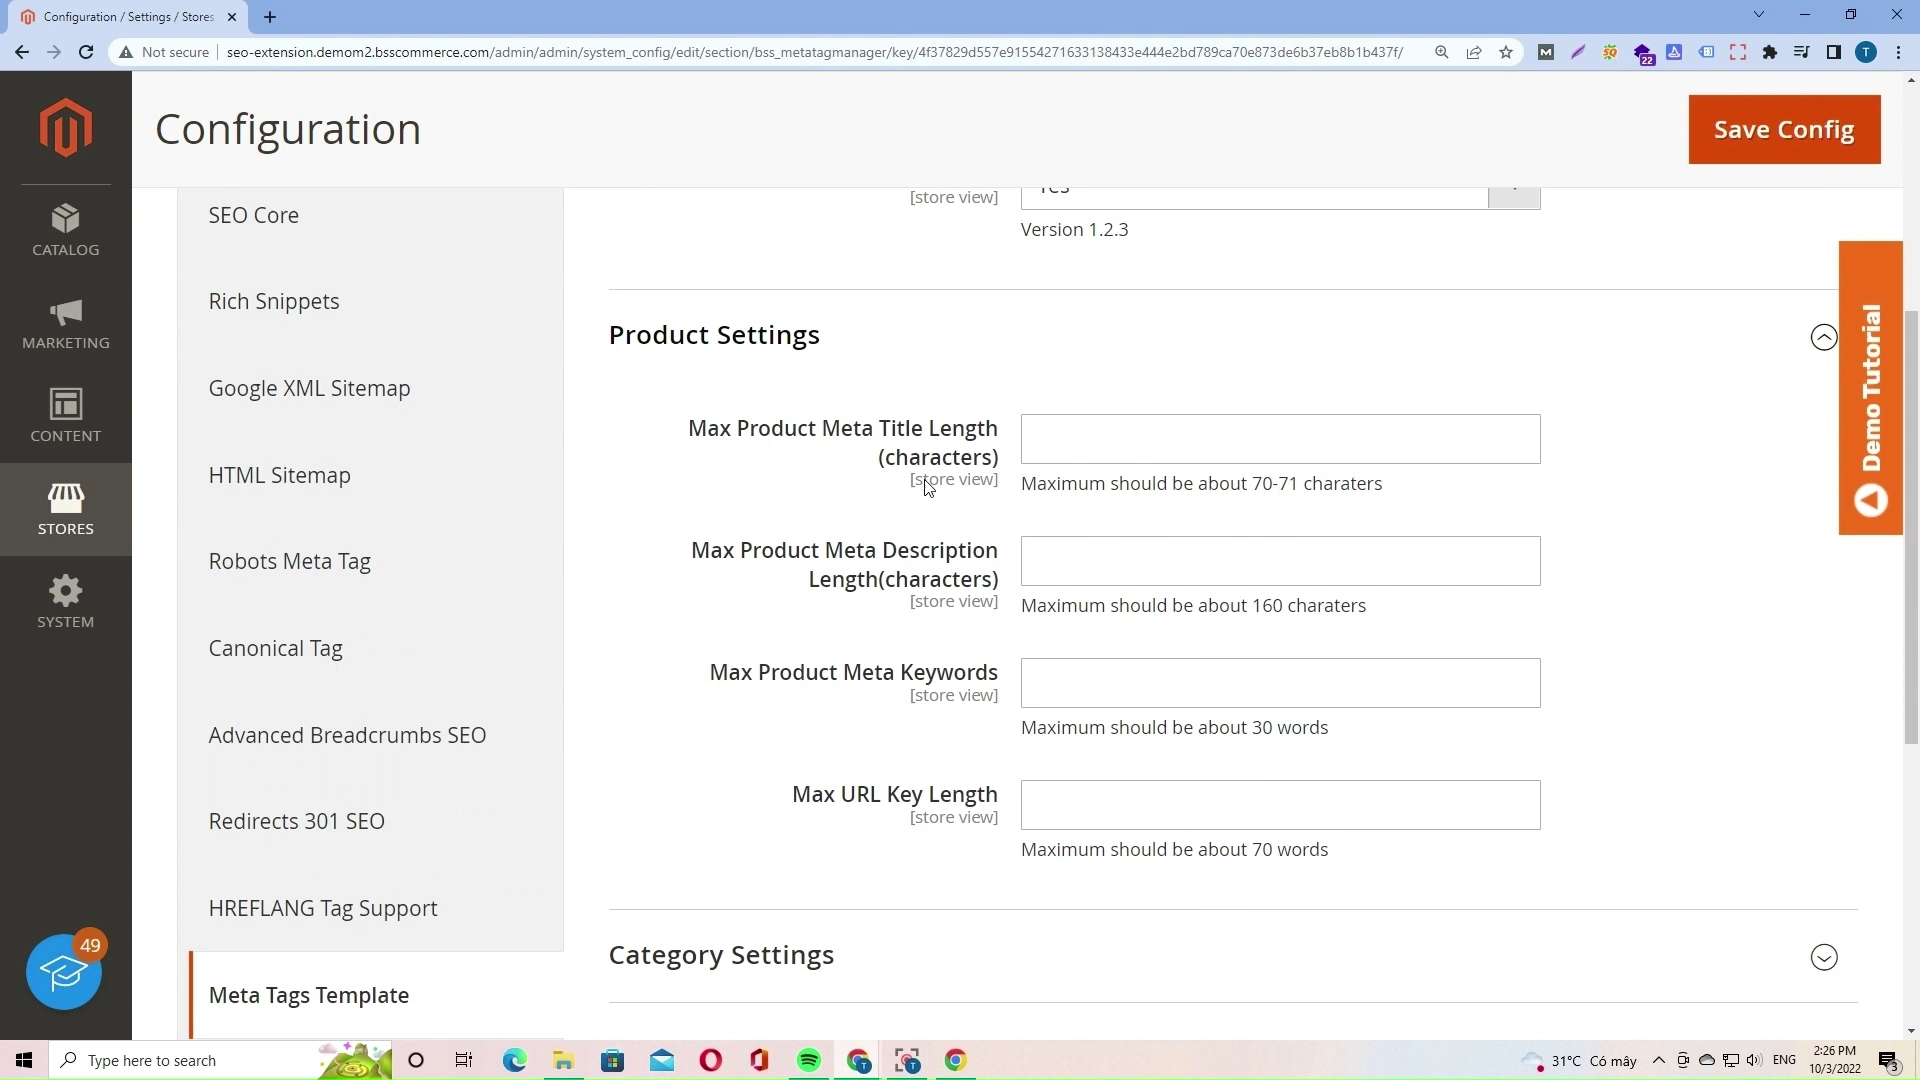 Configuration / Settings / Stores
Not secure
seo-extension.demom2.bsscommerce.com/admin/admin/system_config/edit/section/bss_metatagmanager/key/4f37829d557e91554271633138433e444e2bd789ca70e873de6b37eb8b1b437f/
22
T
Configuration
Save Config
CATALOG
MARKETING
CONTENT
STORES
SYSTEM
49
SEO Core
Rich Snippets
Google XML Sitemap
HTML Sitemap
Robots Meta Tag
Canonical Tag
Advanced Breadcrumbs SEO
Redirects 301 SEO
HREFLANG Tag Support
Meta Tags Template
[store view]
Yes
Version 1.2.3
Product Settings
Max Product Meta Title Length
(characters)
[store view]
Maximum should be about 70-71 charaters
Max Product Meta Description
Length(characters)
[store view]
Maximum should be about 160 charaters
Max Product Meta Keywords
[store view]
Maximum should be about 30 words
Max URL Key Length
[store view]
Maximum should be about 70 words
Category Settings
Demo Tutorial
Type here to search
31°C Có mây
ENG
2:26 PM
10/3/2022
3